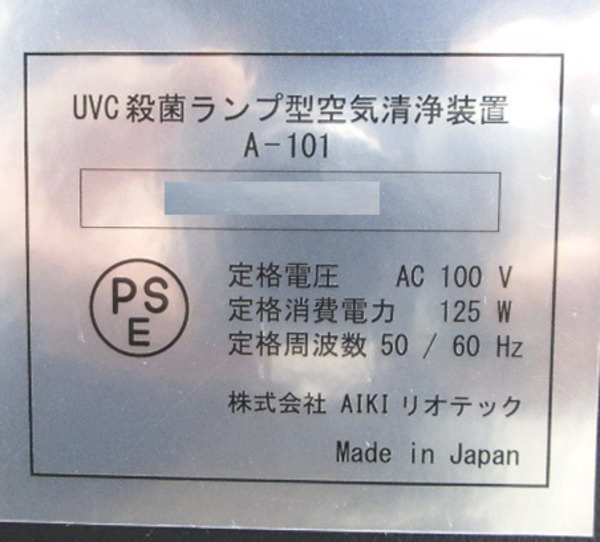 UVC殺菌ランプ型空気清浄装置
A-101
PS
E
定格電圧 AC 100 V
定格消費電力 125 W
定格周波数 50 / 60 Hz
株式会社 AIKI リオテック
Made in Japan